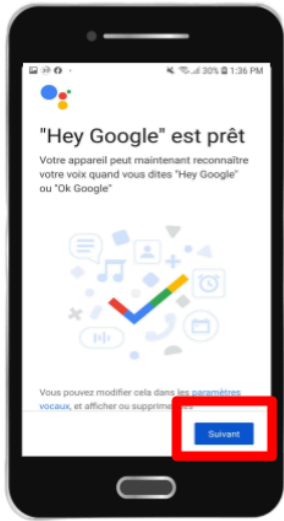 30% 1:36 PM
"Hey Google" est prêt
Votre appareil peut maintenant reconnaître
votre voix quand vous dites "Hey Google"
ou "Ok Google"
Vous pouvez modifier cela dans les paramètres
vocaux, et afficher ou supprimer
Suivant